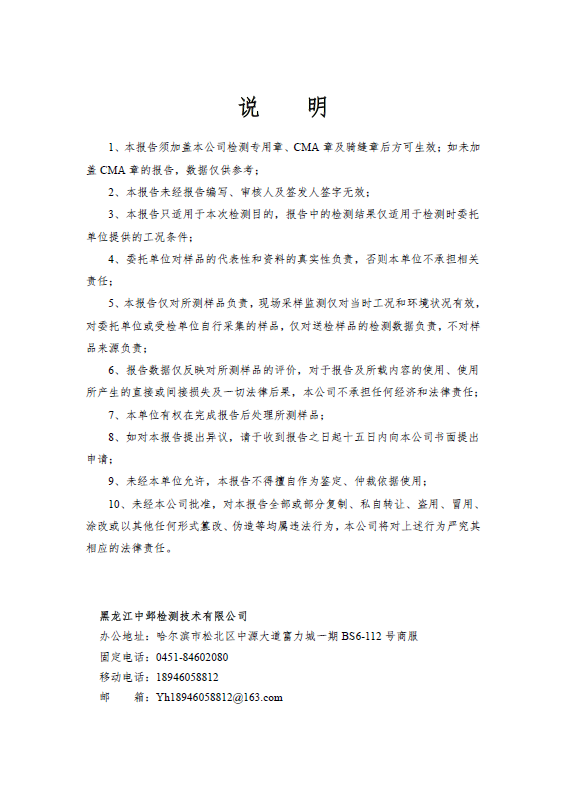 说 明
1、本报告须加盖本公司检测专用章、CMA 章及骑缝章后方可生效；如未加
盖 CMA 章的报告，数据仅供参考；
2、本报告未经报告编写、审核人及签发人签字无效；
3、本报告只适用于本次检测目的，报告中的检测结果仅适用于检测时委托
单位提供的工况条件；
4、委托单位对样品的代表性和资料的真实性负责，否则本单位不承担相关
责任；
5、本报告仅对所测样品负责，现场采样监测仅对当时工况和环境状况有效，
对委托单位或受检单位自行采集的样品，仅对送检样品的检测数据负责，不对样
品来源负责；
6、报告数据仅反映对所测样品的评价，对于报告及所载内容的使用、使用
所产生的直接或间接损失及一切法律后果，本公司不承担任何经济和法律责任；
7、本单位有权在完成报告后处理所测样品；
8、如对本报告提出异议，请于收到报告之日起十五日内向本公司书面提出
申请；
9、未经本单位允许，本报告不得擅自作为鉴定、仲裁依据使用；
10、未经本公司批准，对本报告全部或部分复制、私自转让、盗用、冒用、
涂改或以其他任何形式篡改、伪造等均属违法行为，本公司将对上述行为严究其
相应的法律责任。
黑龙江中邺检测技术有限公司
办公地址：哈尔滨市松北区中源大道富力城一期 BS6-112 号商服
固定电话：0451-84602080
移动电话：18946058812
邮 箱：Yh18946058812@163.com